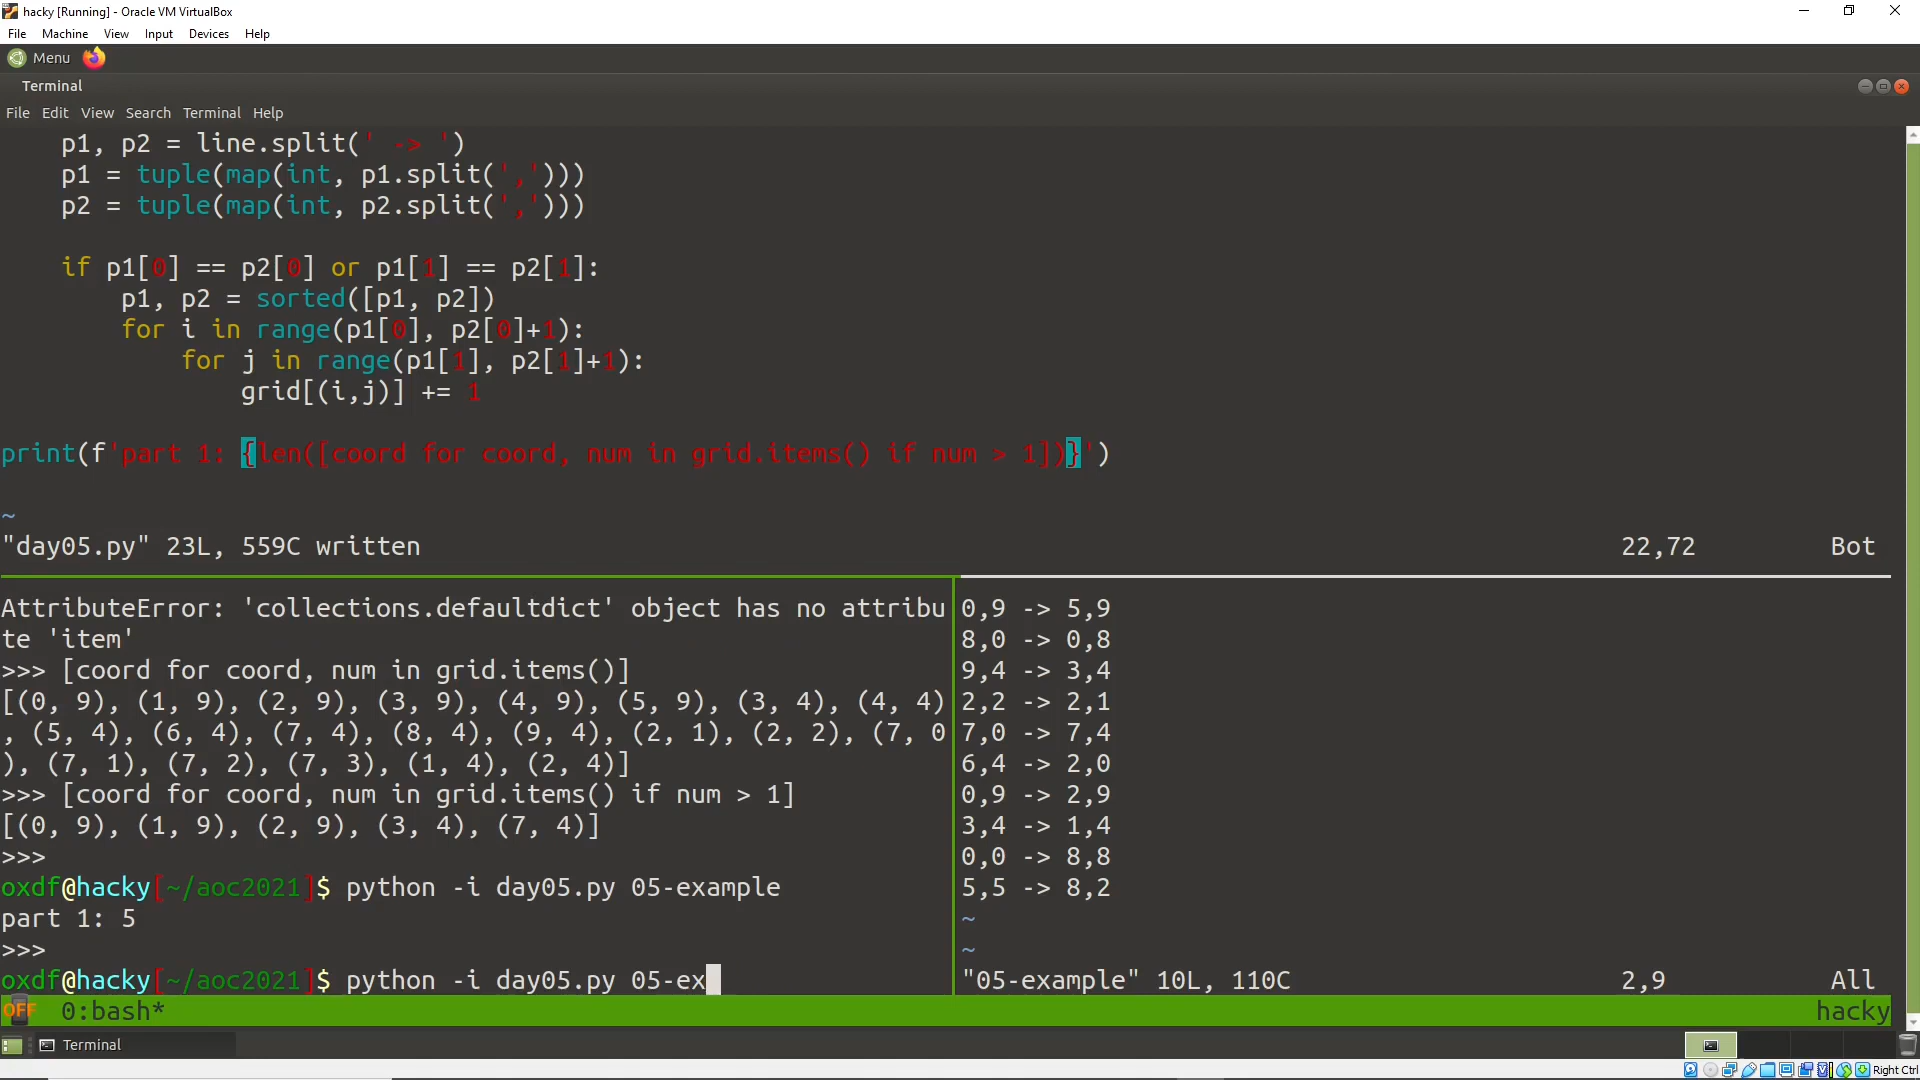 hacky [Running] - Oracle VM VirtualBox
File Machine View Input Devices Help
Menu
Terminal
File Edit View Search Terminal Help
    p1, p2 = line.split(' -> ')
    p1 = tuple(map(int, p1.split(',')))
    p2 = tuple(map(int, p2.split(',')))
    if p1[0] == p2[0] or p1[1] == p2[1]:
        p1, p2 = sorted([p1, p2])
        for i in range(p1[0], p2[0]+1):
            for j in range(p1[1], p2[1]+1):
                grid[(i,j)] += 1
print(f'part 1: {len([coord for coord, num in grid.items() if num > 1])}')
~
"day05.py" 23L, 559C written 22,72 Bot
AttributeError: 'collections.defaultdict' object has no attribu
te 'item'
>>> [coord for coord, num in grid.items()]
[(0, 9), (1, 9), (2, 9), (3, 9), (4, 9), (5, 9), (3, 4), (4, 4)
, (5, 4), (6, 4), (7, 4), (8, 4), (9, 4), (2, 1), (2, 2), (7, 0
), (7, 1), (7, 2), (7, 3), (1, 4), (2, 4)]
>>> [coord for coord, num in grid.items() if num > 1]
[(0, 9), (1, 9), (2, 9), (3, 4), (7, 4)]
>>>
oxdf@hacky[~/aoc2021]$ python -i day05.py 05-example
part 1: 5
>>>
oxdf@hacky[~/aoc2021]$ python -i day05.py 05-ex
0,9 -> 5,9
8,0 -> 0,8
9,4 -> 3,4
2,2 -> 2,1
7,0 -> 7,4
6,4 -> 2,0
0,9 -> 2,9
3,4 -> 1,4
0,0 -> 8,8
5,5 -> 8,2
~
~
"05-example" 10L, 110C 2,9 All
OFF 0:bash* hacky
Terminal
Right Ctrl